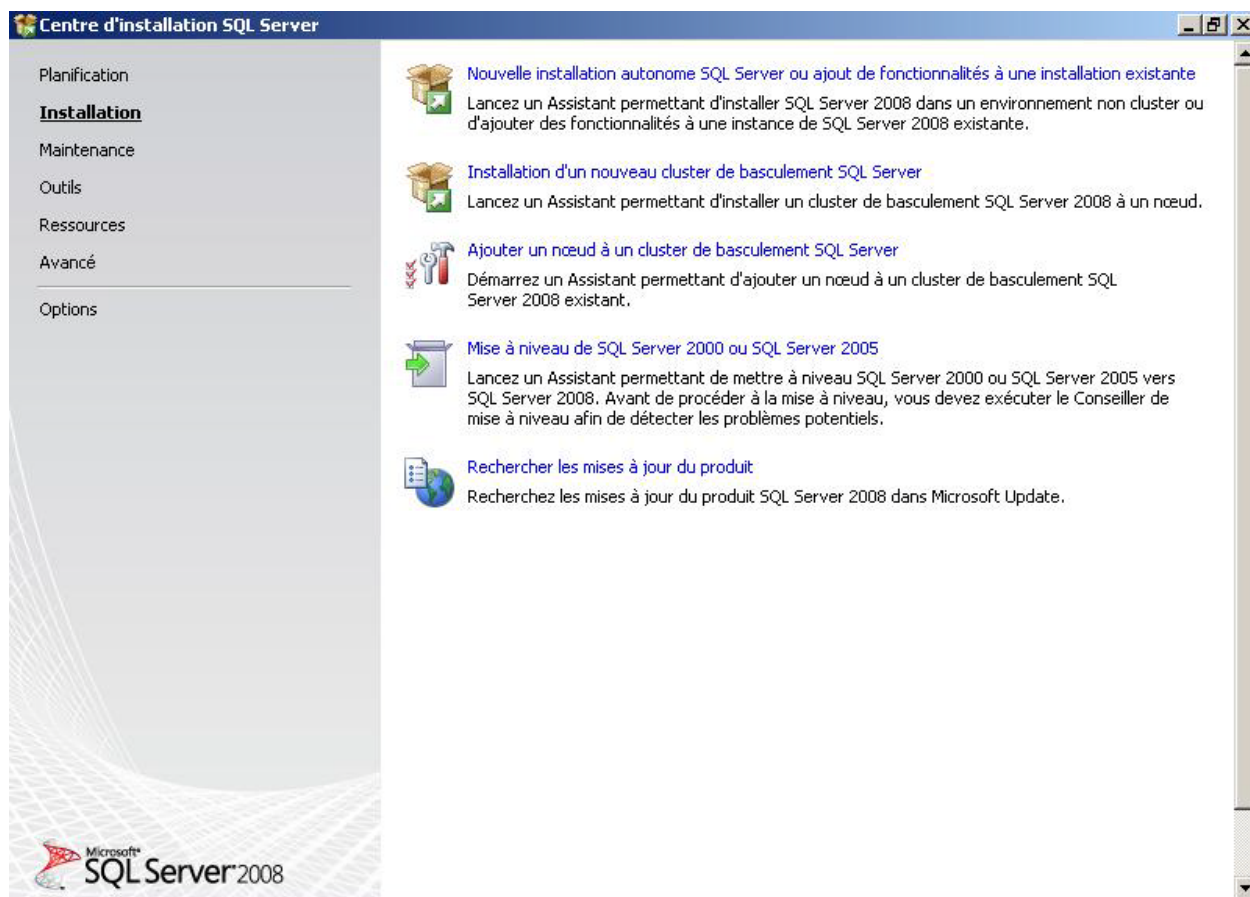 Centre d'installation SQL Server
Planification
Installation
Maintenance
Outils
Ressources
Avancé
Options
Nouvelle installation autonome SQL Server ou ajout de fonctionnalités à une installation existante
Lancez un Assistant permettant d'installer SQL Server 2008 dans un environnement non cluster ou
d'ajouter des fonctionnalités à une instance de SQL Server 2008 existante.
Installation d'un nouveau cluster de basculement SQL Server
Lancez un Assistant permettant d'installer un cluster de basculement SQL Server 2008 à un nœud.
Ajouter un nœud à un cluster de basculement SQL Server
Démarrez un Assistant permettant d'ajouter un nœud à un cluster de basculement SQL
Server 2008 existant.
Mise à niveau de SQL Server 2000 ou SQL Server 2005
Lancez un Assistant permettant de mettre à niveau SQL Server 2000 ou SQL Server 2005 vers
SQL Server 2008. Avant de procéder à la mise à niveau, vous devez exécuter le Conseiller de
mise à niveau afin de détecter les problèmes potentiels.
Rechercher les mises à jour du produit
Recherchez les mises à jour du produit SQL Server 2008 dans Microsoft Update.
Microsoft
SQL Server 2008